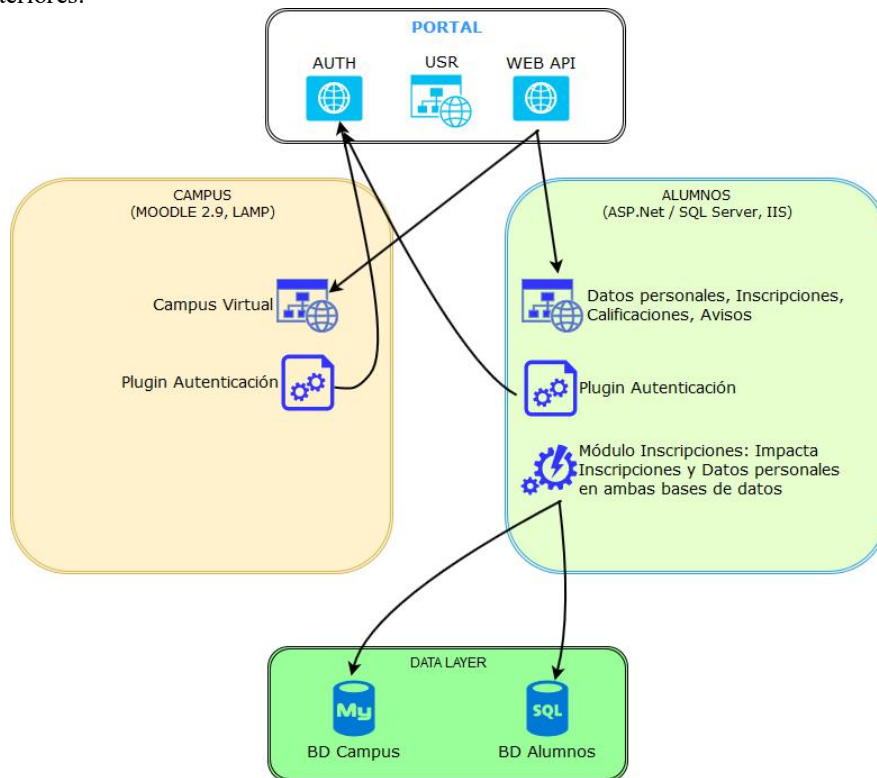 teriores.
PORTAL
AUTH
USR
WEB API
CAMPUS
(MOODLE 2.9, LAMP)
ALUMNOS
(ASP.Net / SQL Server, IIS)
Campus Virtual
Datos personales, Inscripciones,
Calificaciones, Avisos
Plugin Autenticación
Plugin Autenticación
Módulo Inscripciones: Impacta
Inscripciones y Datos personales
en ambas bases de datos
DATA LAYER
My
SQL
BD Campus
BD Alumnos